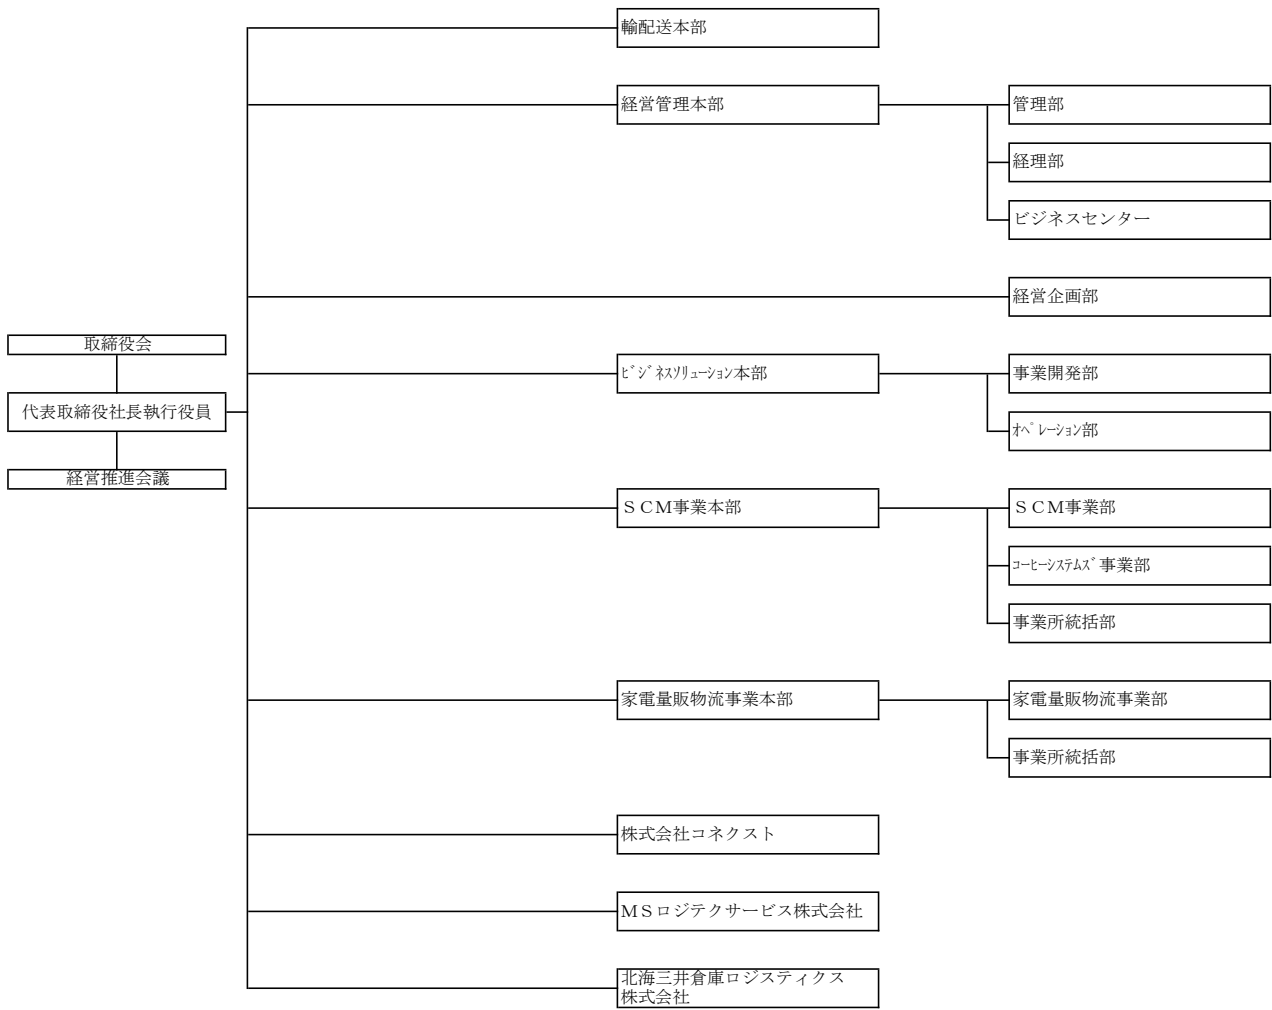 輸配送本部
経営管理本部
管理部
経理部
ビジネスセンター
経営企画部
取締役会
ﾋﾞｼﾞﾈｽｿﾘｭｰｼｮﾝ本部
事業開発部
代表取締役社長執行役員
ｵﾍﾟﾚｰｼｮﾝ部
経営推進会議
ＳＣＭ事業本部
ＳＣＭ事業部
ｺｰﾋｰｼｽﾃﾑｽﾞ事業部
事業所統括部
家電量販物流事業本部
家電量販物流事業部
事業所統括部
株式会社コネクスト
ＭＳロジテクサービス株式会社
北海三井倉庫ロジスティクス
株式会社